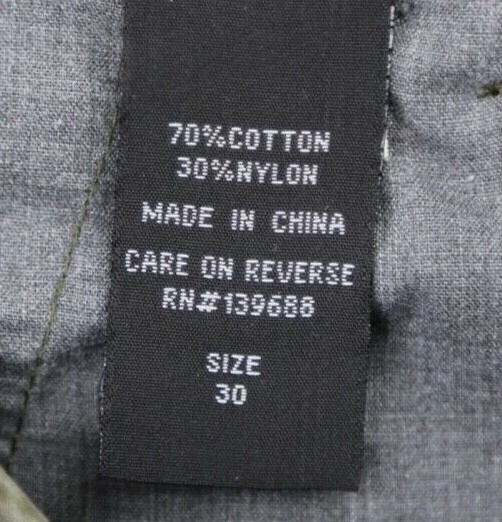 70%COTTON
30%NYLON
MADE IN CHINA
CARE ON REVERSE
RN#139688
SIZE
30